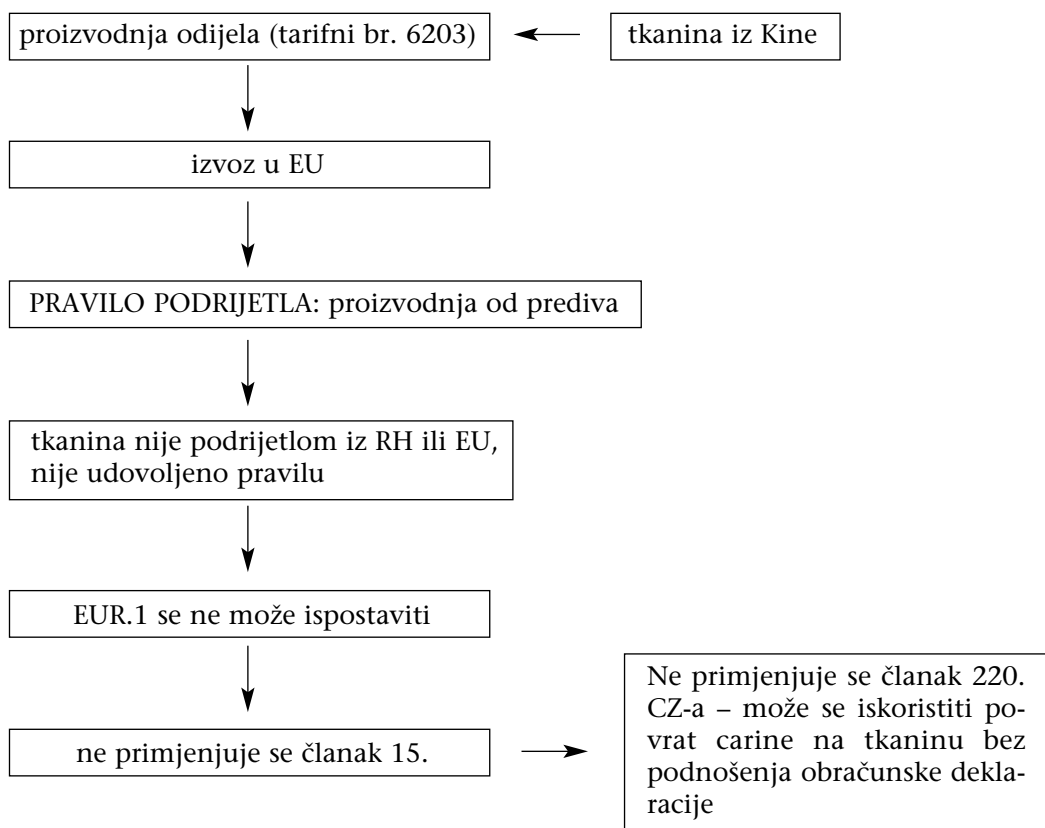 proizvodnja odijela (tarifni br. 6203)
tkanina iz Kine
izvoz u EU
PRAVILO PODRIJETLA: proizvodnja od prediva
tkanina nije podrijetlom iz RH ili EU,
nije udovoljeno pravilu
EUR.1 se ne može ispostaviti
ne primjenjuje se članak 15.
Ne primjenjuje se članak 220.
CZ-a – može se iskoristiti po-
vrat carine na tkaninu bez
podnošenja obračunske dekla-
racije